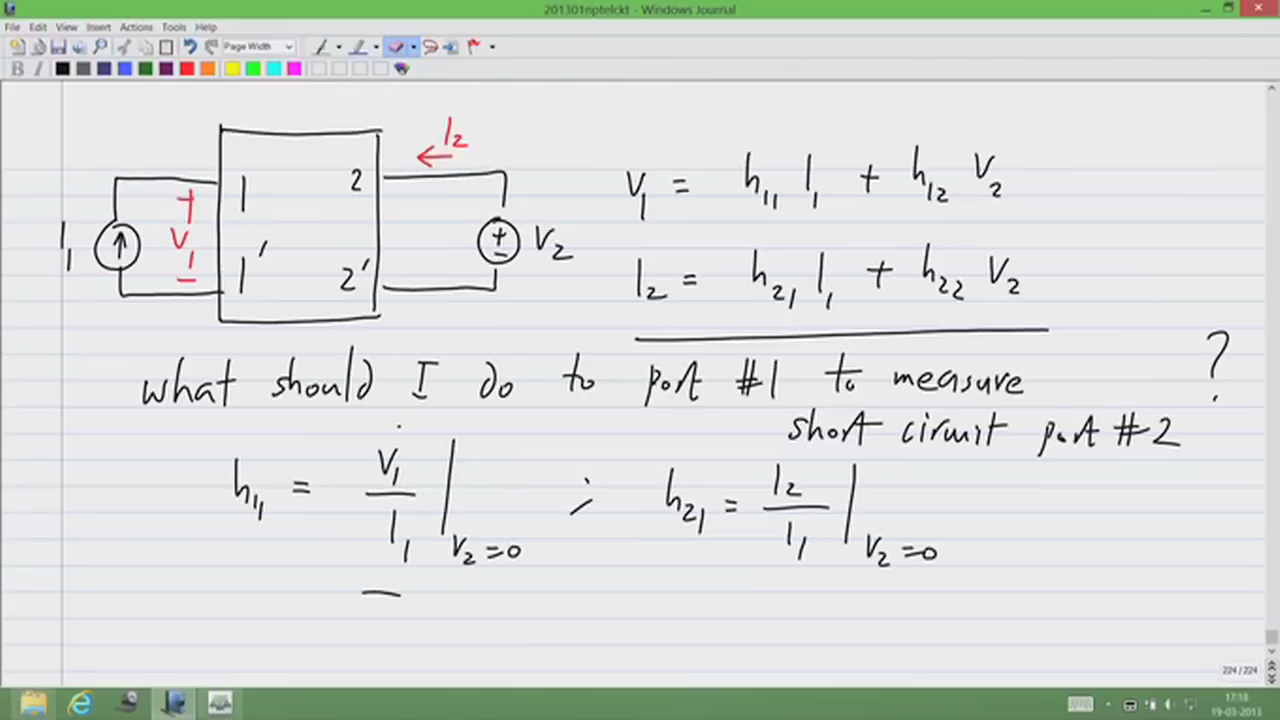 201301nptelck1 - Windows Journal
File Edit View Insert Actions Tools Help
Page Width
B I
I2
1 2
I1 + V1 - + - V2
1' 2'
V1 = h11 I1 + h12 V2
I2 = h21 I1 + h22 V2
what should I do to port #1 to measure ?
short circuit port #2
h11 = V1 / I1 | V2 = 0 ; h21 = I2 / I1 | V2 = 0
224 / 224
17:18
19-03-2013